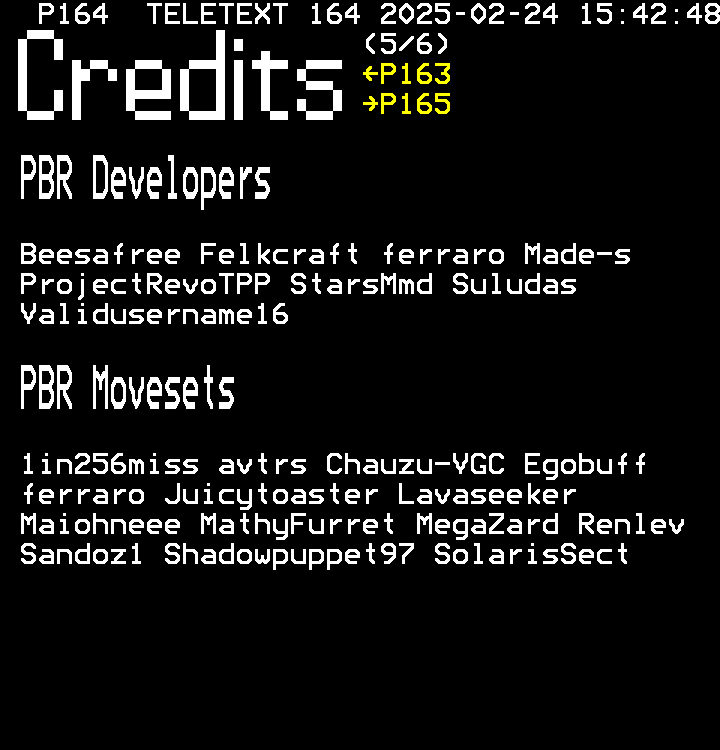 P164  TELETEXT 164 2025-02-24 15:42:48
Credits
(5/6)
←P163
→P165
PBR Developers
Beesafree Felkcraft ferraro Made-s
ProjectRevoTPP StarsMmd Suludas
Validusername16
PBR Movesets
1in256miss avtrs Chauzu-VGC Egobuff
ferraro Juicytoaster Lavaseeker
Maiohneee MathyFurret MegaZard Renlev
Sandoz1 Shadowpuppet97 SolarisSect